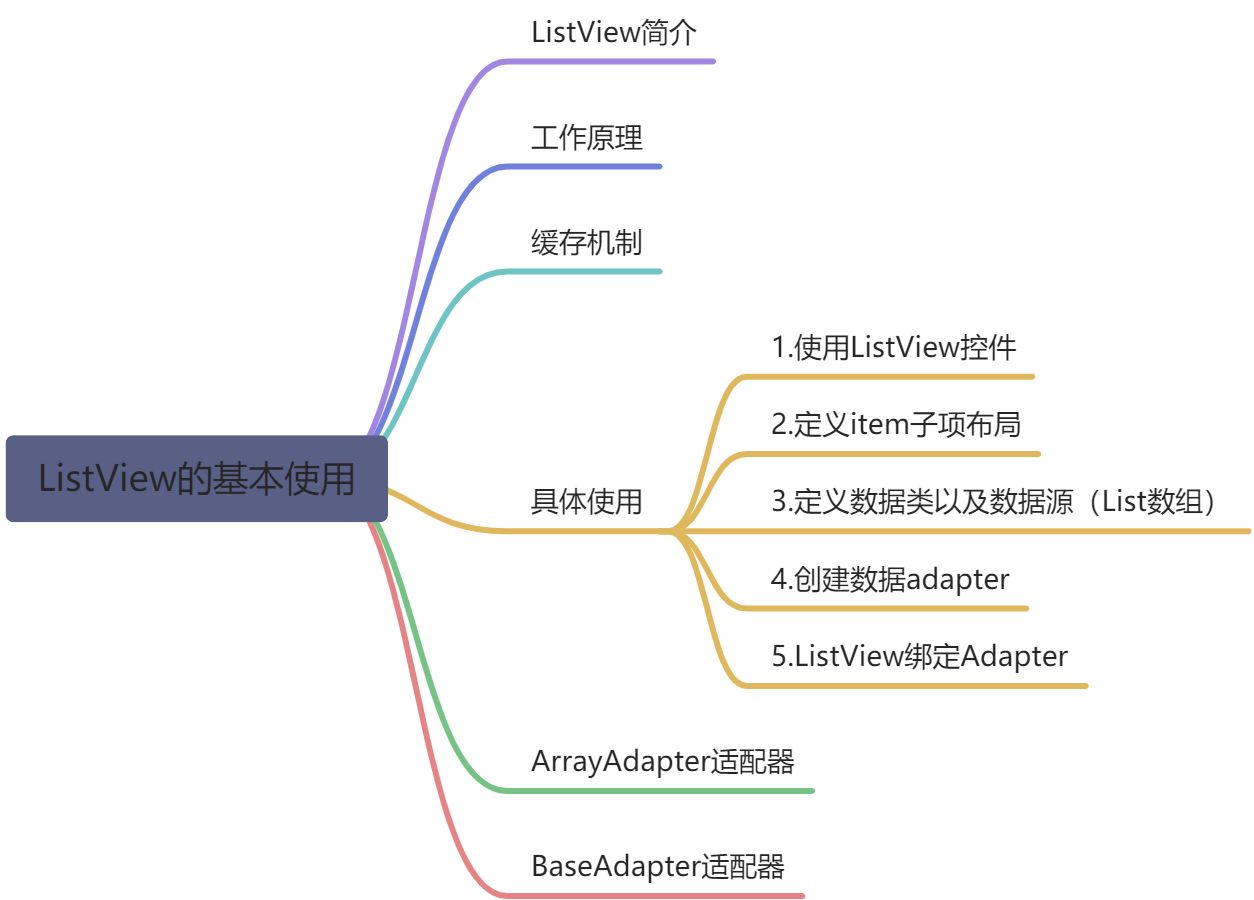 ListView简介
工作原理
缓存机制
ListView的基本使用
具体使用
1.使用ListView控件
2.定义item子项布局
3.定义数据类以及数据源（List数组）
4.创建数据adapter
5.ListView绑定Adapter
ArrayAdapter适配器
BaseAdapter适配器